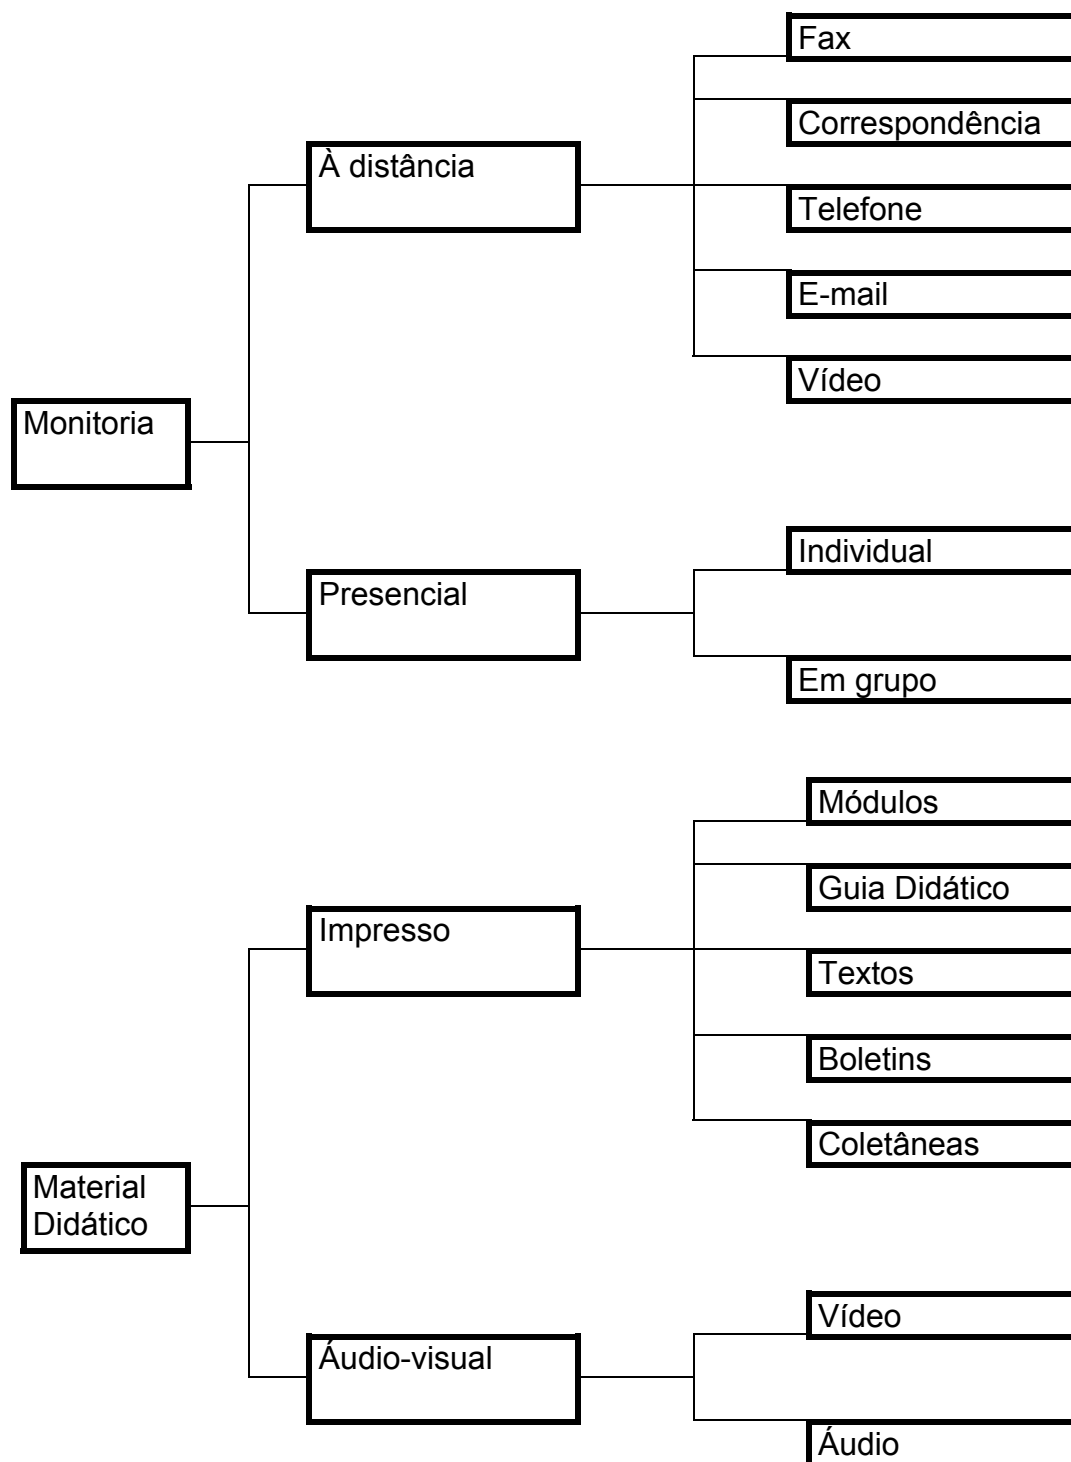 Fax
Correspondência
À distância
Telefone
E-mail
Vídeo
Monitoria
Individual
Presencial
Em grupo
Módulos
Guia Didático
Impresso
Textos
Boletins
Coletâneas
Material
Didático
Vídeo
Áudio-visual
Áudio